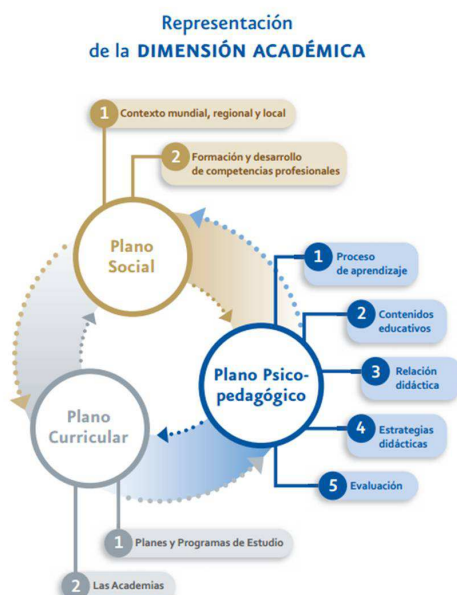 Representación
de la DIMENSIÓN ACADÉMICA
1 Contexto mundial, regional y local
2 Formación y desarrollo
de competencias profesionales
Plano
Social
1 Proceso
de aprendizaje
2 Contenidos
educativos
3 Relación
didáctica
4 Estrategias
didácticas
5 Evaluación
Plano Psico-
pedagógico
Plano
Curricular
1 Planes y Programas de Estudio
2 Las Academias